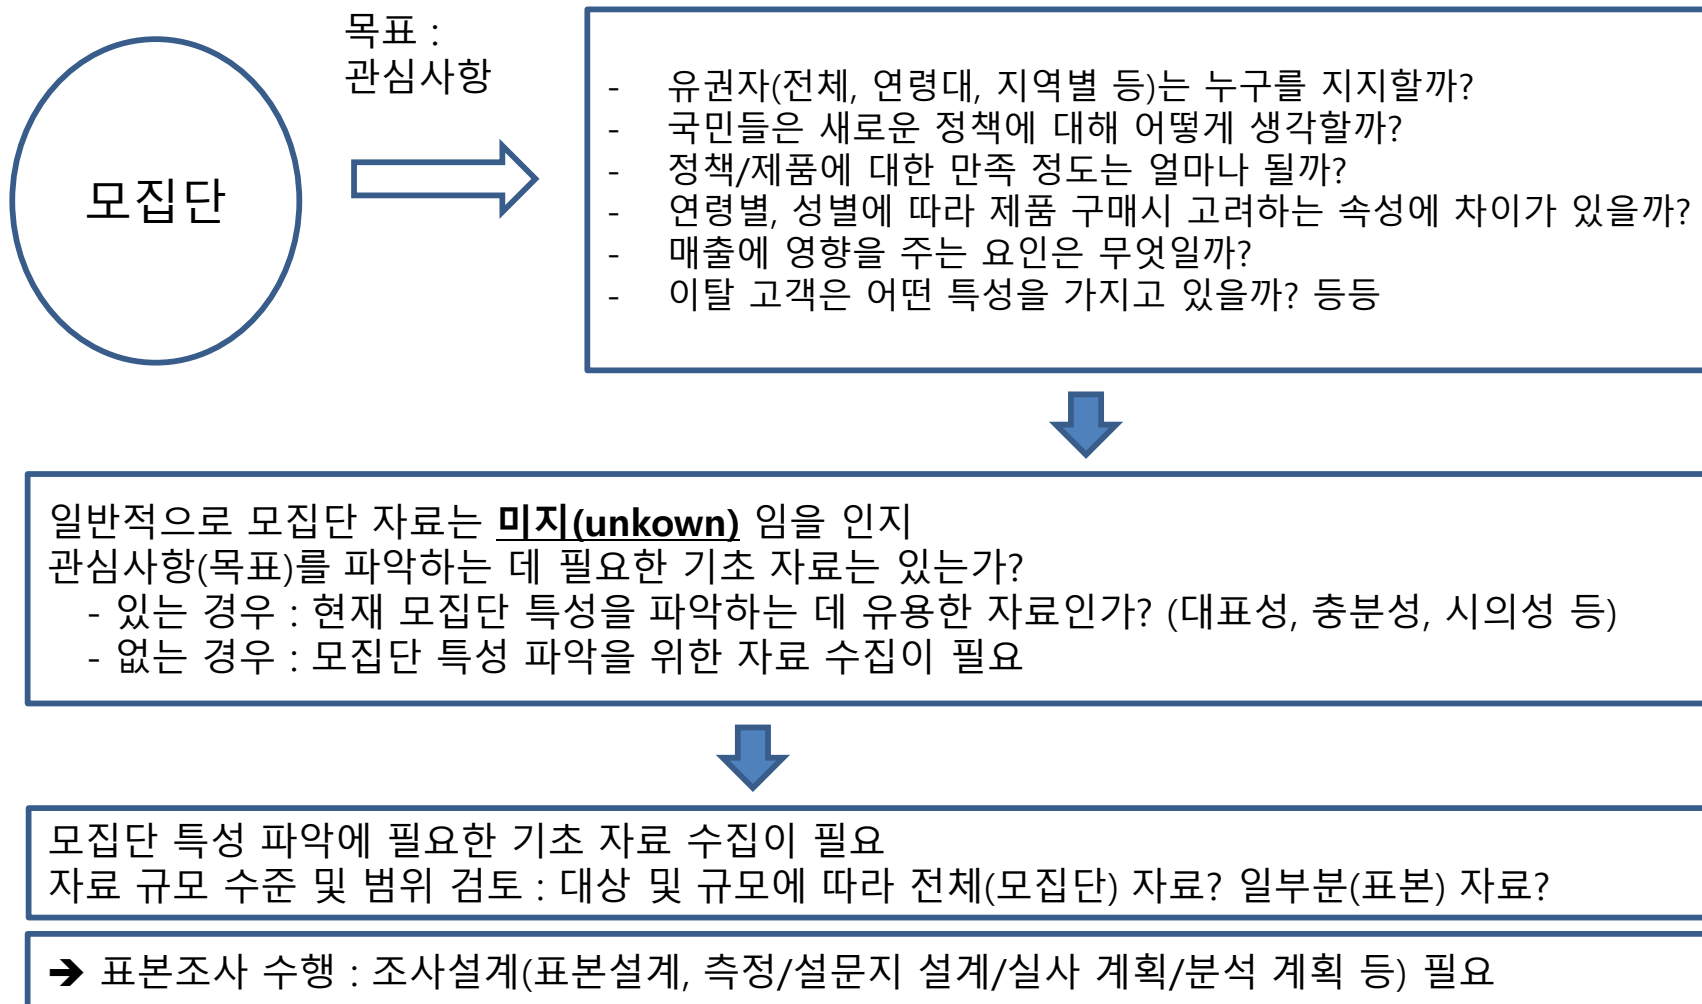 모집단
목표 :
관심사항
- 유권자(전체, 연령대, 지역별 등)는 누구를 지지할까?
- 국민들은 새로운 정책에 대해 어떻게 생각할까?
- 정책/제품에 대한 만족 정도는 얼마나 될까?
- 연령별, 성별에 따라 제품 구매시 고려하는 속성에 차이가 있을까?
- 매출에 영향을 주는 요인은 무엇일까?
- 이탈 고객은 어떤 특성을 가지고 있을까? 등등
일반적으로 모집단 자료는 미지(unkown) 임을 인지
관심사항(목표)를 파악하는 데 필요한 기초 자료는 있는가?
- 있는 경우 : 현재 모집단 특성을 파악하는 데 유용한 자료인가? (대표성, 충분성, 시의성 등)
- 없는 경우 : 모집단 특성 파악을 위한 자료 수집이 필요
모집단 특성 파악에 필요한 기초 자료 수집이 필요
자료 규모 수준 및 범위 검토 : 대상 및 규모에 따라 전체(모집단) 자료? 일부분(표본) 자료?
➔ 표본조사 수행 : 조사설계(표본설계, 측정/설문지 설계/실사 계획/분석 계획 등) 필요